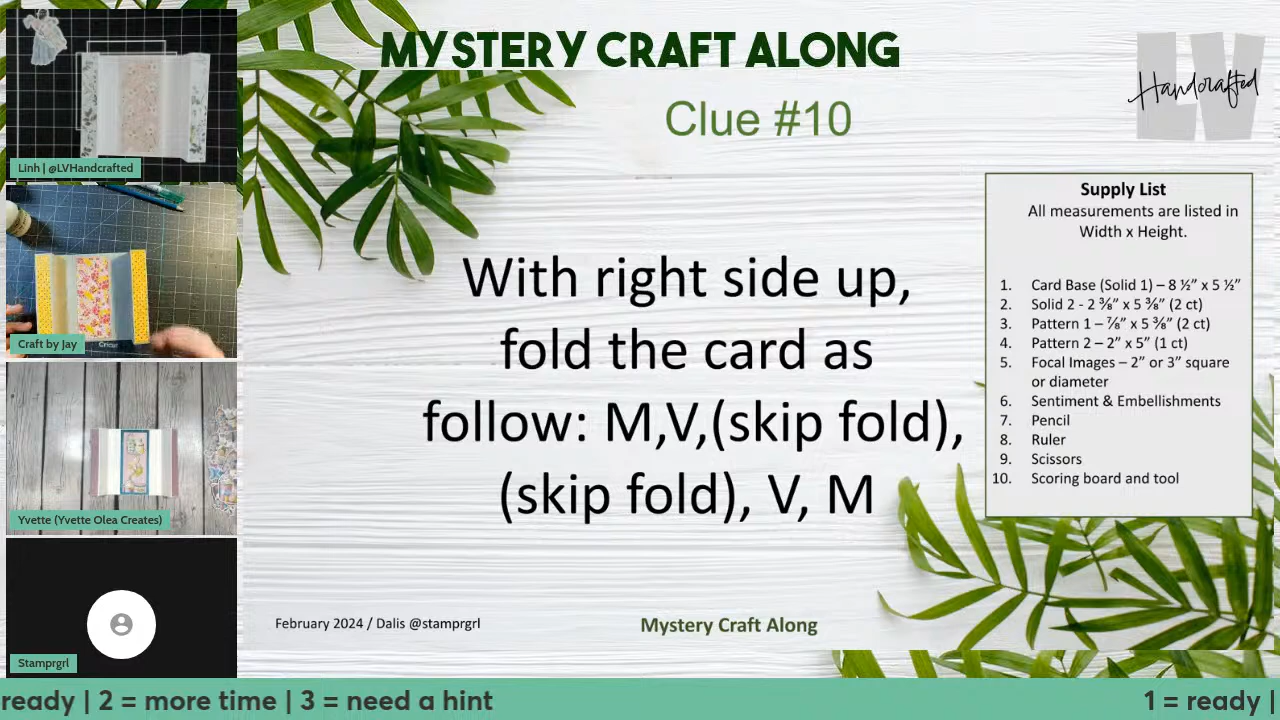 MYSTERY CRAFT ALONG
Handcrafted
Clue #10
Linh | @LVHandcrafted
Craft by Jay
Cricut
Yvette (Yvette Olea Creates)
Stamprgrl
With right side up,
fold the card as
follow: M,V,(skip fold),
(skip fold), V, M
Supply List
All measurements are listed in
Width x Height.
1. Card Base (Solid 1) – 8 ½” x 5 ½”
2. Solid 2 - 2 ⅜” x 5 ⅜” (2 ct)
3. Pattern 1 – ⅞” x 5 ⅜” (2 ct)
4. Pattern 2 – 2” x 5” (1 ct)
5. Focal Images – 2” or 3” square
or diameter
6. Sentiment & Embellishments
7. Pencil
8. Ruler
9. Scissors
10. Scoring board and tool
February 2024 / Dalis @stamprgrl
Mystery Craft Along
ready | 2 = more time | 3 = need a hint
1 = ready |